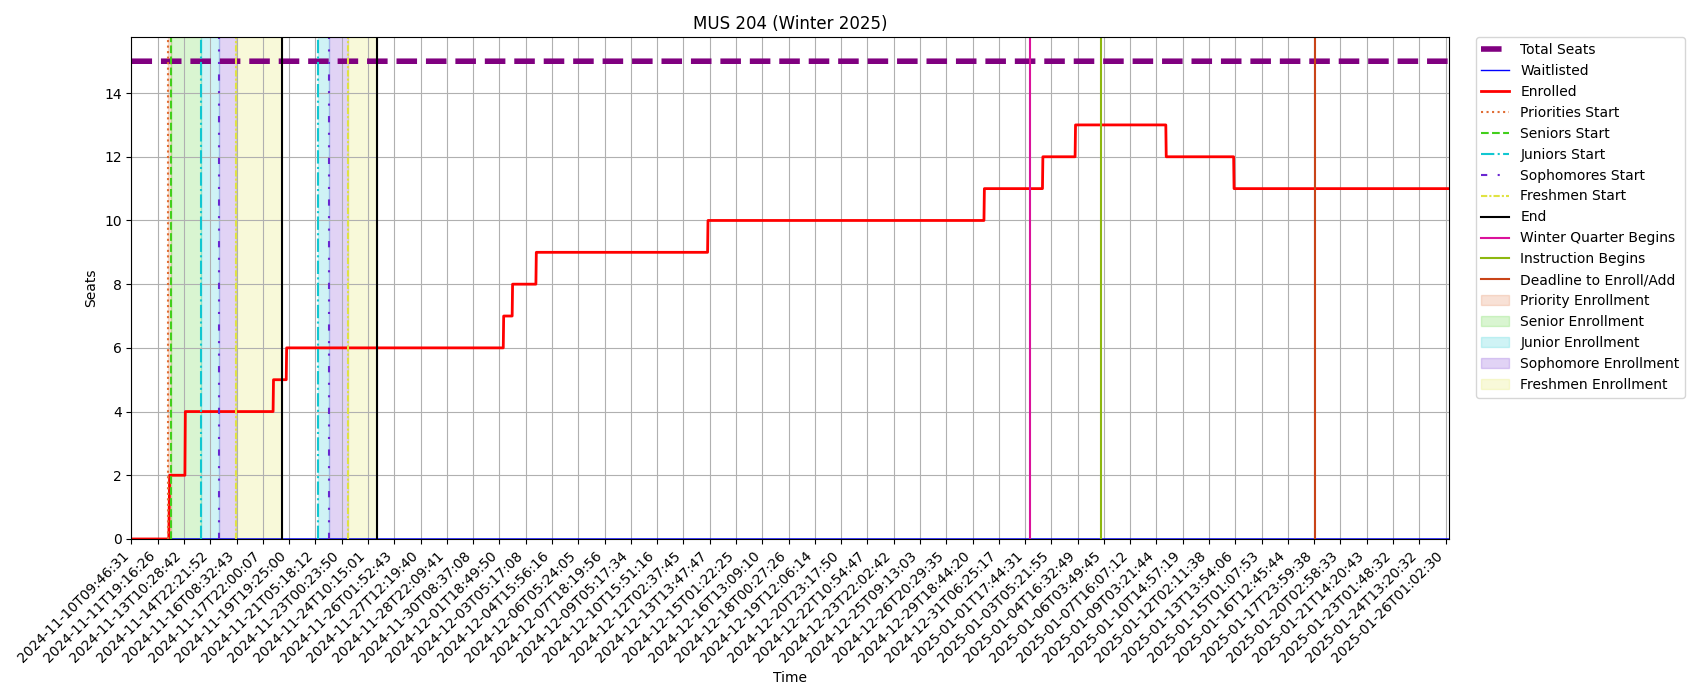 MUS 204 (Winter 2025)
Seats
14
12
10
8
6
4
2
0
2024-11-10T09:46:31
2024-11-11T19:16:26
2024-11-13T10:28:42
2024-11-14T22:21:52
2024-11-16T08:32:43
2024-11-17T22:00:07
2024-11-19T19:25:00
2024-11-21T05:18:12
2024-11-23T00:23:50
2024-11-24T10:15:01
2024-11-26T01:52:43
2024-11-27T12:19:40
2024-11-28T22:09:41
2024-11-30T08:37:08
2024-12-01T18:49:50
2024-12-03T05:17:08
2024-12-04T15:56:16
2024-12-06T05:24:05
2024-12-07T18:19:56
2024-12-09T05:17:34
2024-12-10T15:51:16
2024-12-12T02:37:45
2024-12-13T13:47:47
2024-12-15T01:22:25
2024-12-16T13:09:10
2024-12-18T00:27:26
2024-12-19T12:06:14
2024-12-20T23:17:50
2024-12-22T10:54:47
2024-12-23T22:02:42
2024-12-25T09:13:03
2024-12-26T20:29:35
2024-12-29T18:44:20
2024-12-31T06:25:17
2025-01-01T17:44:31
2025-01-03T05:21:55
2025-01-04T16:32:49
2025-01-06T03:49:45
2025-01-07T16:07:12
2025-01-09T03:21:44
2025-01-10T14:57:19
2025-01-12T02:11:38
2025-01-13T13:54:06
2025-01-15T01:07:53
2025-01-16T12:45:44
2025-01-17T23:59:38
2025-01-20T02:58:33
2025-01-21T14:20:43
2025-01-23T01:48:32
2025-01-24T13:20:32
2025-01-26T01:02:30
Time
Total Seats
Waitlisted
Enrolled
Priorities Start
Seniors Start
Juniors Start
Sophomores Start
Freshmen Start
End
Winter Quarter Begins
Instruction Begins
Deadline to Enroll/Add
Priority Enrollment
Senior Enrollment
Junior Enrollment
Sophomore Enrollment
Freshmen Enrollment